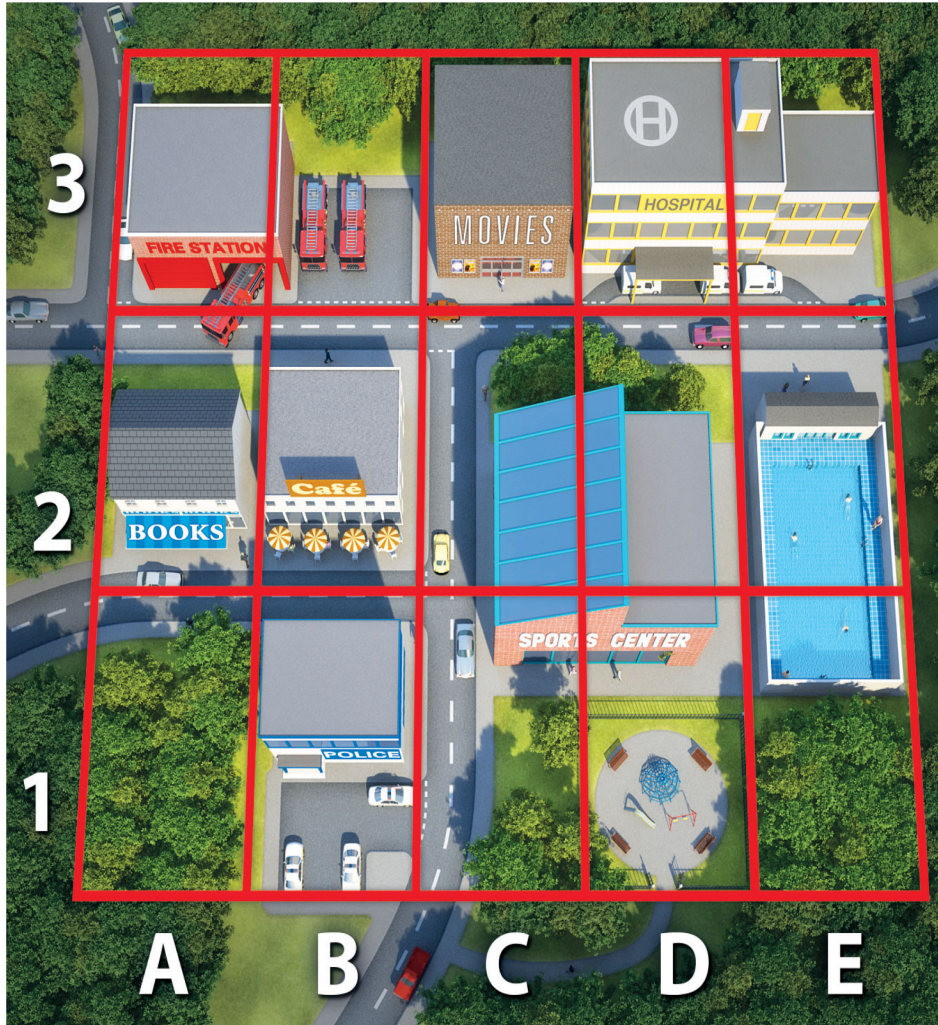 3
FIRE STATION
MOVIES
H
HOSPITAL
2
BOOKS
Café
SPORTS CENTER
1
POLICE
A B C D E